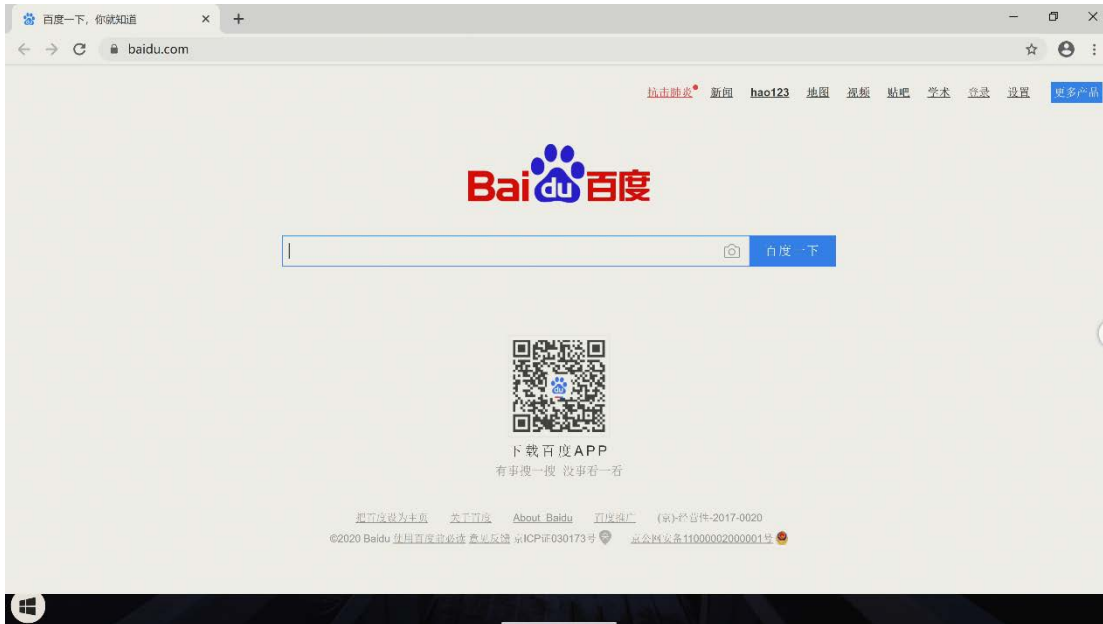 百度一下，你就知道
baidu.com
抗击肺炎 新闻 hao123 地图 视频 贴吧 学术 登录 设置 更多产品
Bai du 百度
百度一下
du
下载百度APP
有事搜一搜 没事看一看
把百度设为主页 关于百度 About Baidu 百度推广 (京)-经营性-2017-0020
©2020 Baidu 使用百度前必读 意见反馈 京ICP证030173号 京公网安备11000002000001号